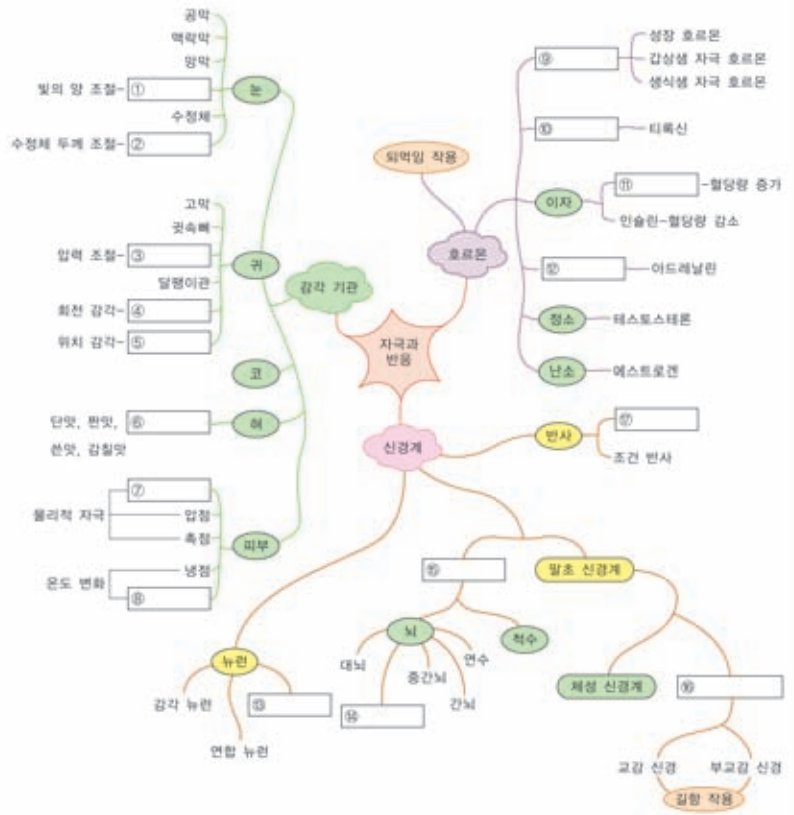 공막
맥락막
망막
빛의 양 조절
①
눈
수정체
수정체 두께 조절
②
고막
귓속뼈
압력 조절
③
귀
달팽이관
회전 감각
④
위치 감각
⑤
코
단맛, 짠맛,
쓴맛, 감칠맛
⑥
혀
⑦
물리적 자극
압점
촉점
피부
온도 변화
냉점
⑧
감각 기관
자극과
반응
되먹임 작용
호르몬
⑨
성장 호르몬
갑상샘 자극 호르몬
생식샘 자극 호르몬
⑩
티록신
이자
⑪
혈당량 증가
인슐린-혈당량 감소
⑫
아드레날린
정소
테스토스테론
난소
에스트로겐
신경계
반사
⑰
조건 반사
⑮
말초 신경계
뇌
척수
대뇌
⑭
중간뇌
간뇌
연수
뉴런
감각 뉴런
연합 뉴런
⑬
체성 신경계
⑯
교감 신경
부교감 신경
길항 작용